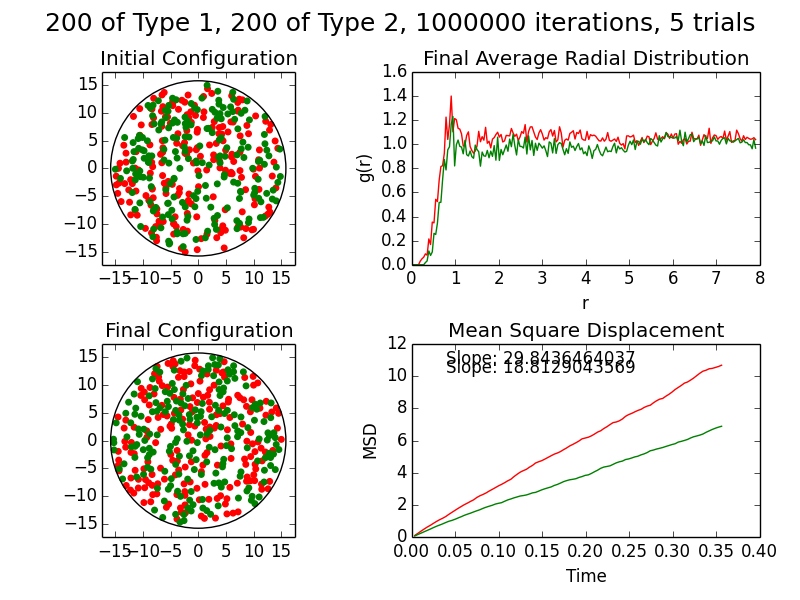 200 of Type 1, 200 of Type 2, 1000000 iterations, 5 trials
Initial Configuration
15
10
5
0
−5
−10
−15
−15−10 −5 0 5 10 15
Final Average Radial Distribution
1.6
1.4
1.2
1.0
0.8
0.6
0.4
0.2
0.0
g(r)
0 1 2 3 4 5 6 7 8
r
Final Configuration
15
10
5
0
−5
−10
−15
−15−10 −5 0 5 10 15
Mean Square Displacement
Slope: 29.8436464037
Slope: 18.8129043569
12
10
8
6
4
2
0
MSD
0.00 0.05 0.10 0.15 0.20 0.25 0.30 0.35 0.40
Time